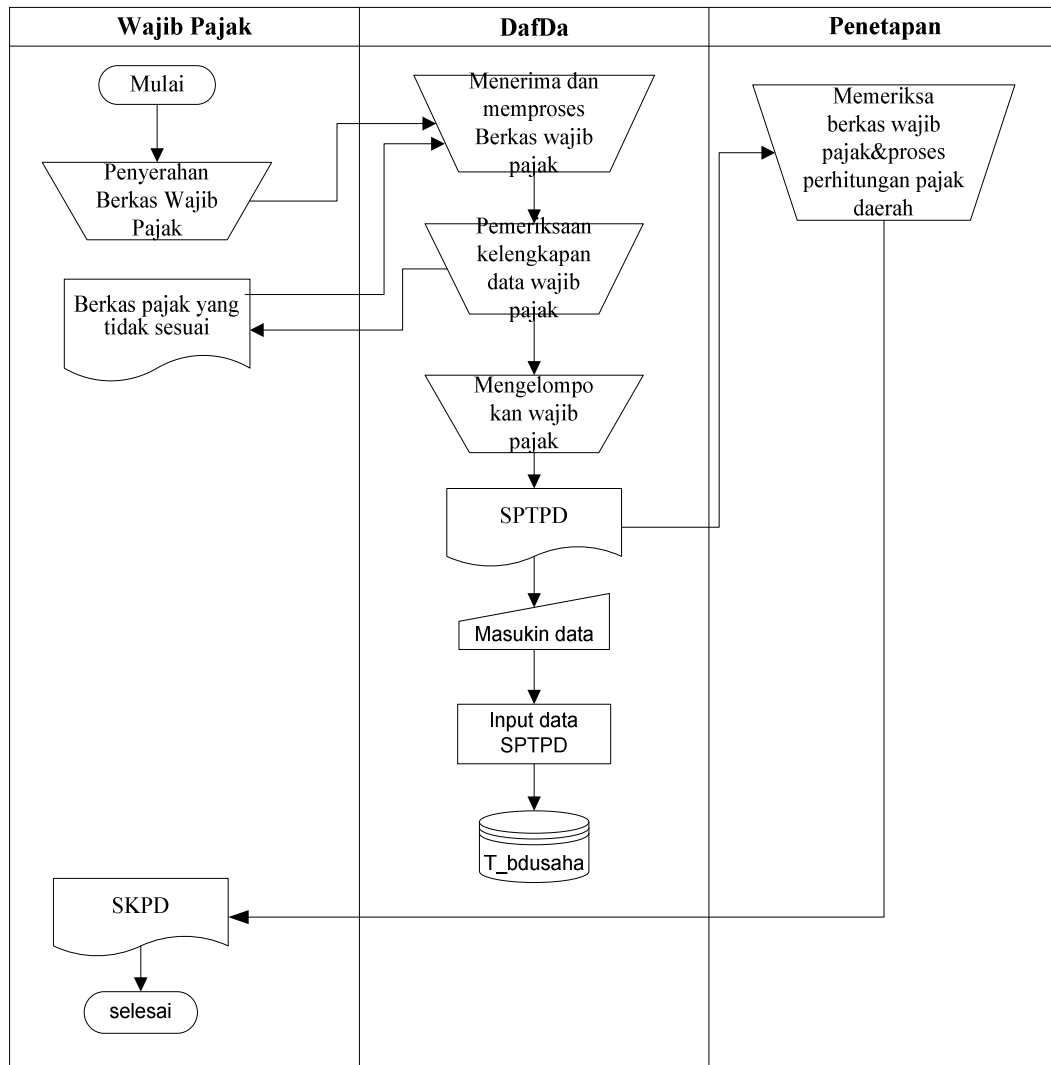 Wajib Pajak
DafDa
Penetapan
Mulai
Penyerahan
Berkas Wajib
Pajak
Berkas pajak yang
tidak sesuai
SKPD
selesai
Menerima dan
memproses
Berkas wajib
pajak
Pemeriksaan
kelengkapan
data wajib
pajak
Mengelompo
kan wajib
pajak
SPTPD
Masukin data
Input data
SPTPD
T_bdusaha
Memeriksa
berkas wajib
pajak&proses
perhitungan pajak
daerah